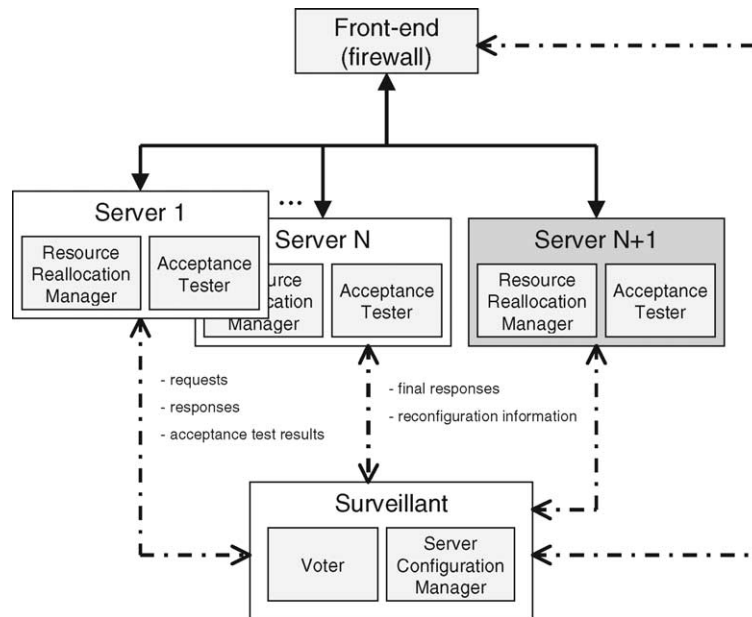 Front-end
(firewall)
Server 1
...
Server N
Server N+1
Resource
Reallocation
Manager
Acceptance
Tester
Manager
Acceptance
Tester
Resource
Reallocation
Manager
Acceptance
Tester
- requests
- responses
- acceptance test results
- final responses
- reconfiguration information
Surveillant
Voter
Server
Configuration
Manager